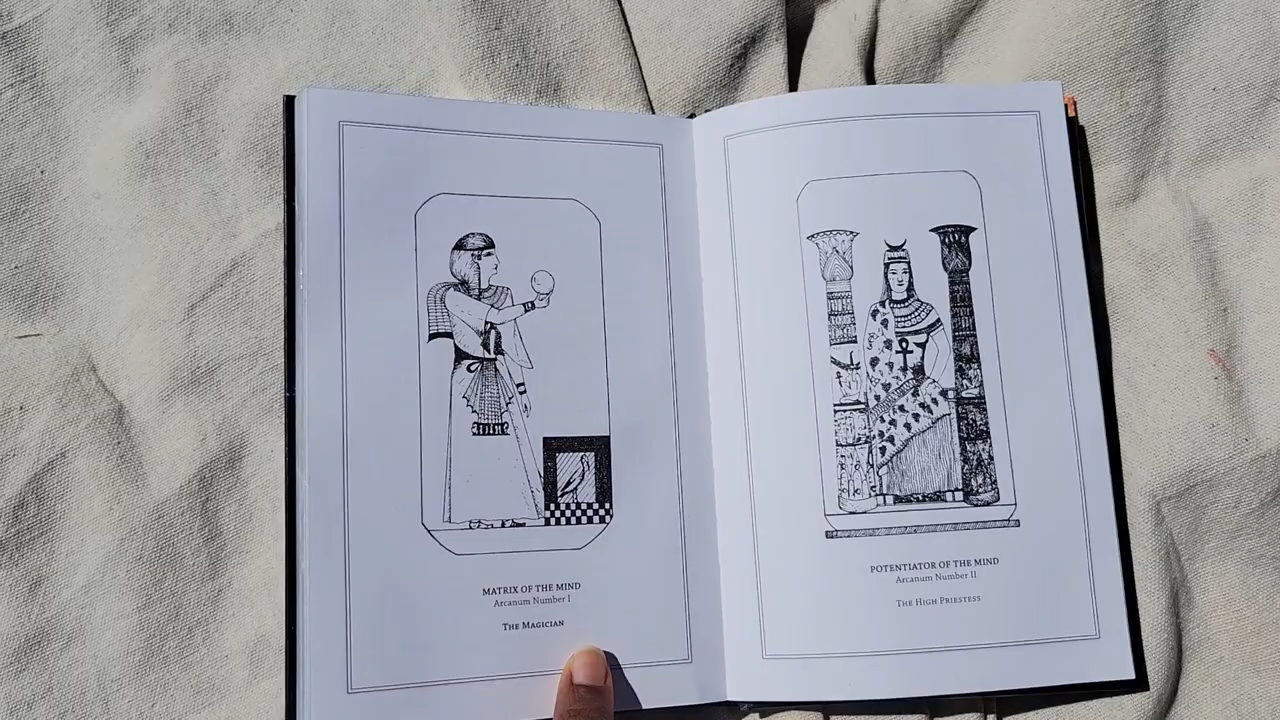 MATRIX OF THE MIND
Arcanum Number I
The Magician
POTENTIATOR OF THE MIND
Arcanum Number II
The High Priestess